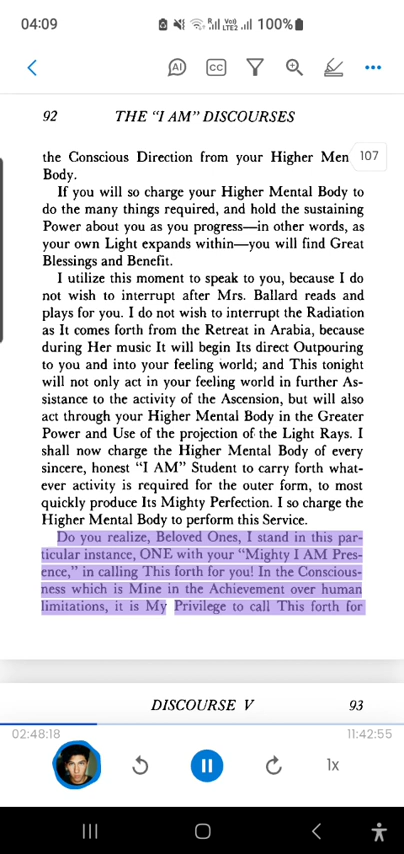 04:09
R Vo)) LTE2 100%
AI CC
92 THE “I AM” DISCOURSES
107
the Conscious Direction from your Higher Men
Body.
If you will so charge your Higher Mental Body to
do the many things required, and hold the sustaining
Power about you as you progress—in other words, as
your own Light expands within—you will find Great
Blessings and Benefit.
I utilize this moment to speak to you, because I do
not wish to interrupt after Mrs. Ballard reads and
plays for you. I do not wish to interrupt the Radiation
as It comes forth from the Retreat in Arabia, because
during Her music It will begin Its direct Outpouring
to you and into your feeling world; and This tonight
will not only act in your feeling world in further As-
sistance to the activity of the Ascension, but will also
act through your Higher Mental Body in the Greater
Power and Use of the projection of the Light Rays. I
shall now charge the Higher Mental Body of every
sincere, honest “I AM” Student to carry forth what-
ever activity is required for the outer form, to most
quickly produce Its Mighty Perfection. I so charge the
Higher Mental Body to perform this Service.
Do you realize, Beloved Ones, I stand in this par-
ticular instance, ONE with your “Mighty I AM Pres-
ence,” in calling This forth for you! In the Conscious-
ness which is Mine in the Achievement over human
limitations, it is My Privilege to call This forth for
DISCOURSE V 93
02:48:18 11:42:55
1x